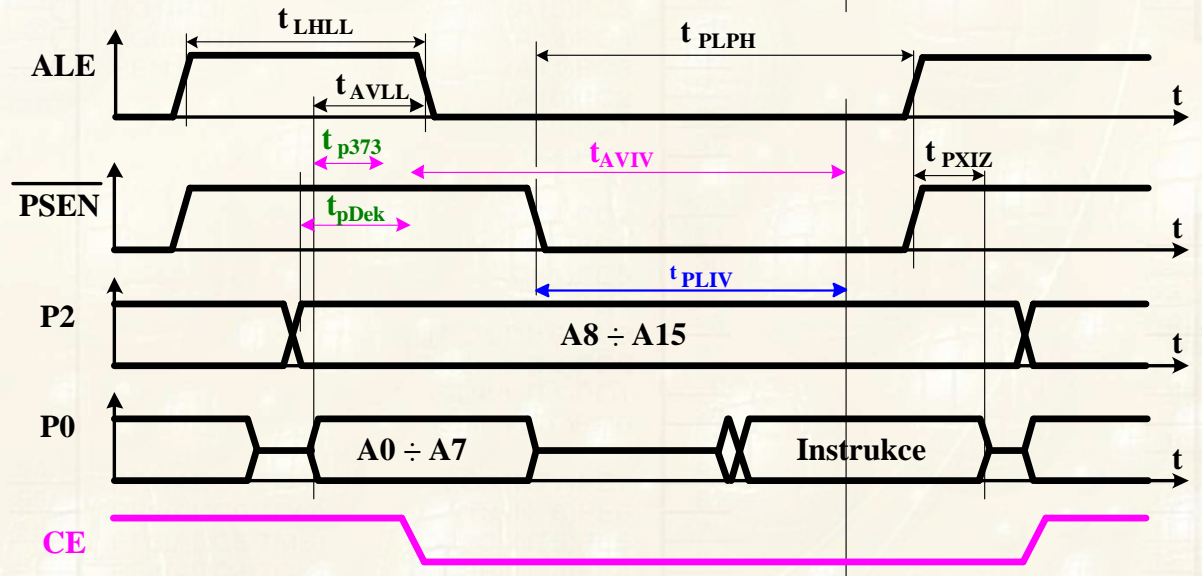 t LHLL
t PLPH
ALE
t AVLL
t
t p373
t AVIV
t PXIZ
PSEN
t pDek
t
t PLIV
P2
A8 ÷ A15
t
P0
A0 ÷ A7
Instrukce
t
CE